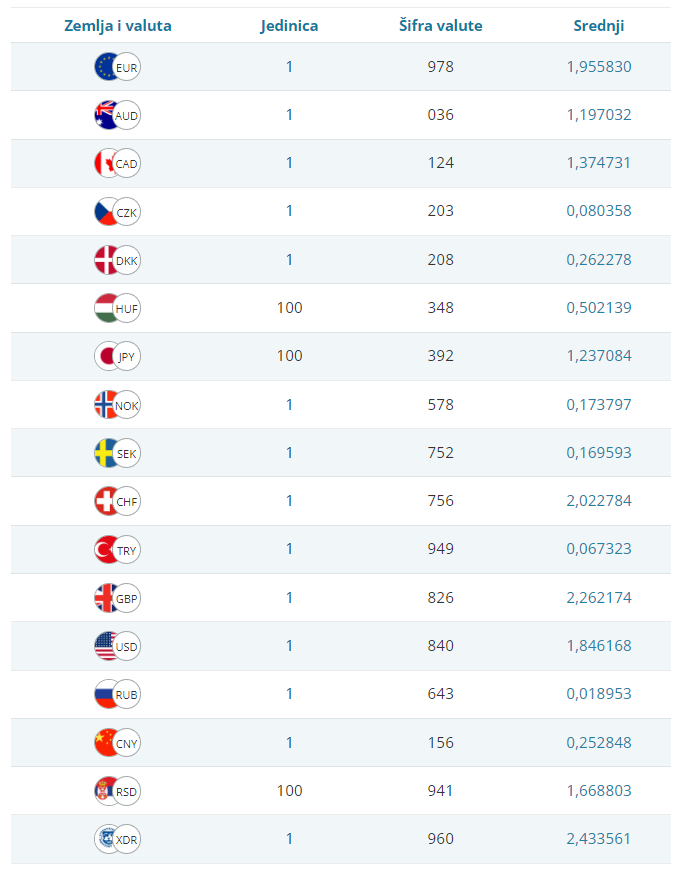 Zemlja i valuta Jedinica Šifra valute Srednji
EUR 1 978 1,955830
AUD 1 036 1,197032
CAD 1 124 1,374731
CZK 1 203 0,080358
DKK 1 208 0,262278
HUF 100 348 0,502139
JPY 100 392 1,237084
NOK 1 578 0,173797
SEK 1 752 0,169593
CHF 1 756 2,022784
TRY 1 949 0,067323
GBP 1 826 2,262174
USD 1 840 1,846168
RUB 1 643 0,018953
CNY 1 156 0,252848
RSD 100 941 1,668803
XDR 1 960 2,433561